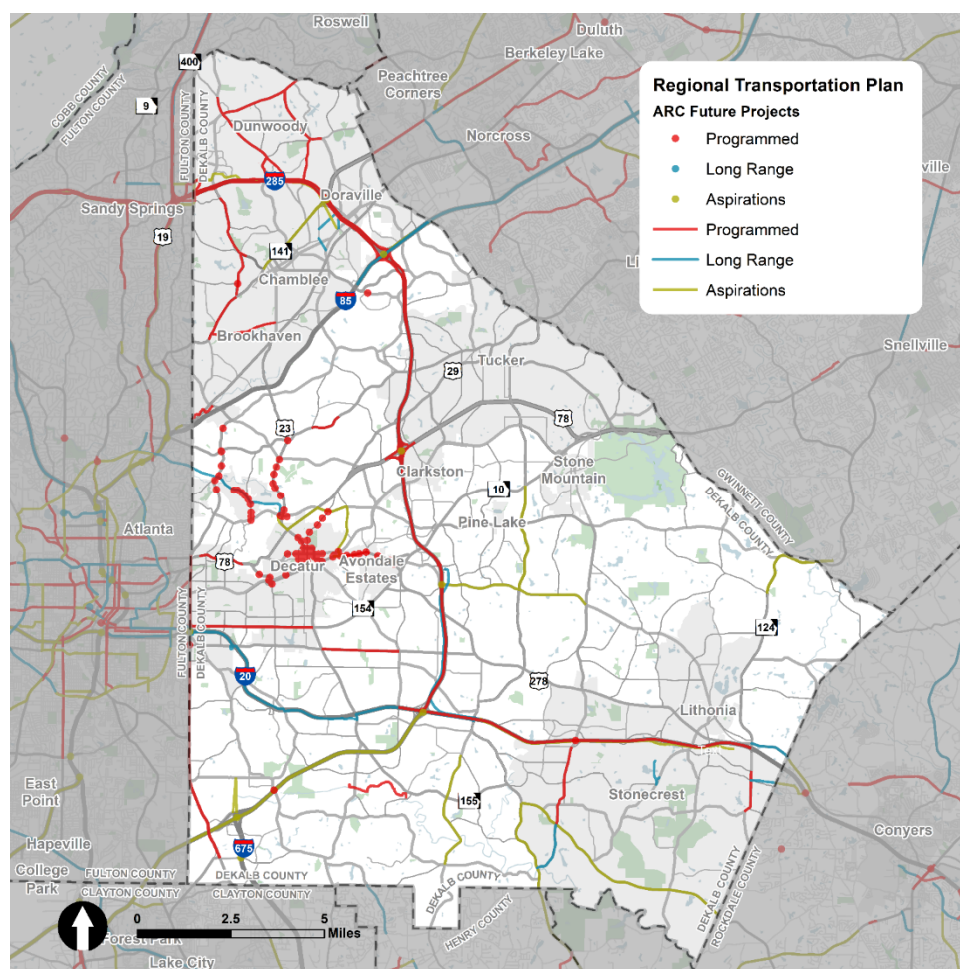 Roswell
Duluth
Berkeley Lake
400
Peachtree
Corners
COBB COUNTY
FULTON COUNTY
9
FULTON COUNTY
DEKALB COUNTY
Dunwoody
Norcross
Regional Transportation Plan
ARC Future Projects
Programmed
Long Range
Aspirations
Programmed
Long Range
Aspirations
285
Doraville
Sandy Springs
19
141
Chamblee
85
Brookhaven
Tucker
29
Snellville
78
23
Clarkston
Stone
Mountain
10
GWINNETT COUNTY
DEKALB COUNTY
Pine Lake
Atlanta
78
Decatur
Avondale
Estates
154
124
FULTON COUNTY
DEKALB COUNTY
20
278
Lithonia
East
Point
155
Stonecrest
Conyers
Hapeville
675
College
Park
FULTON COUNTY
CLAYTON COUNTY
DEKALB COUNTY
CLAYTON COUNTY
DEKALB COUNTY
HENRY COUNTY
DEKALB COUNTY
ROCKDALE COUNTY
0
2.5
5
Miles
Forest Park
Lake City